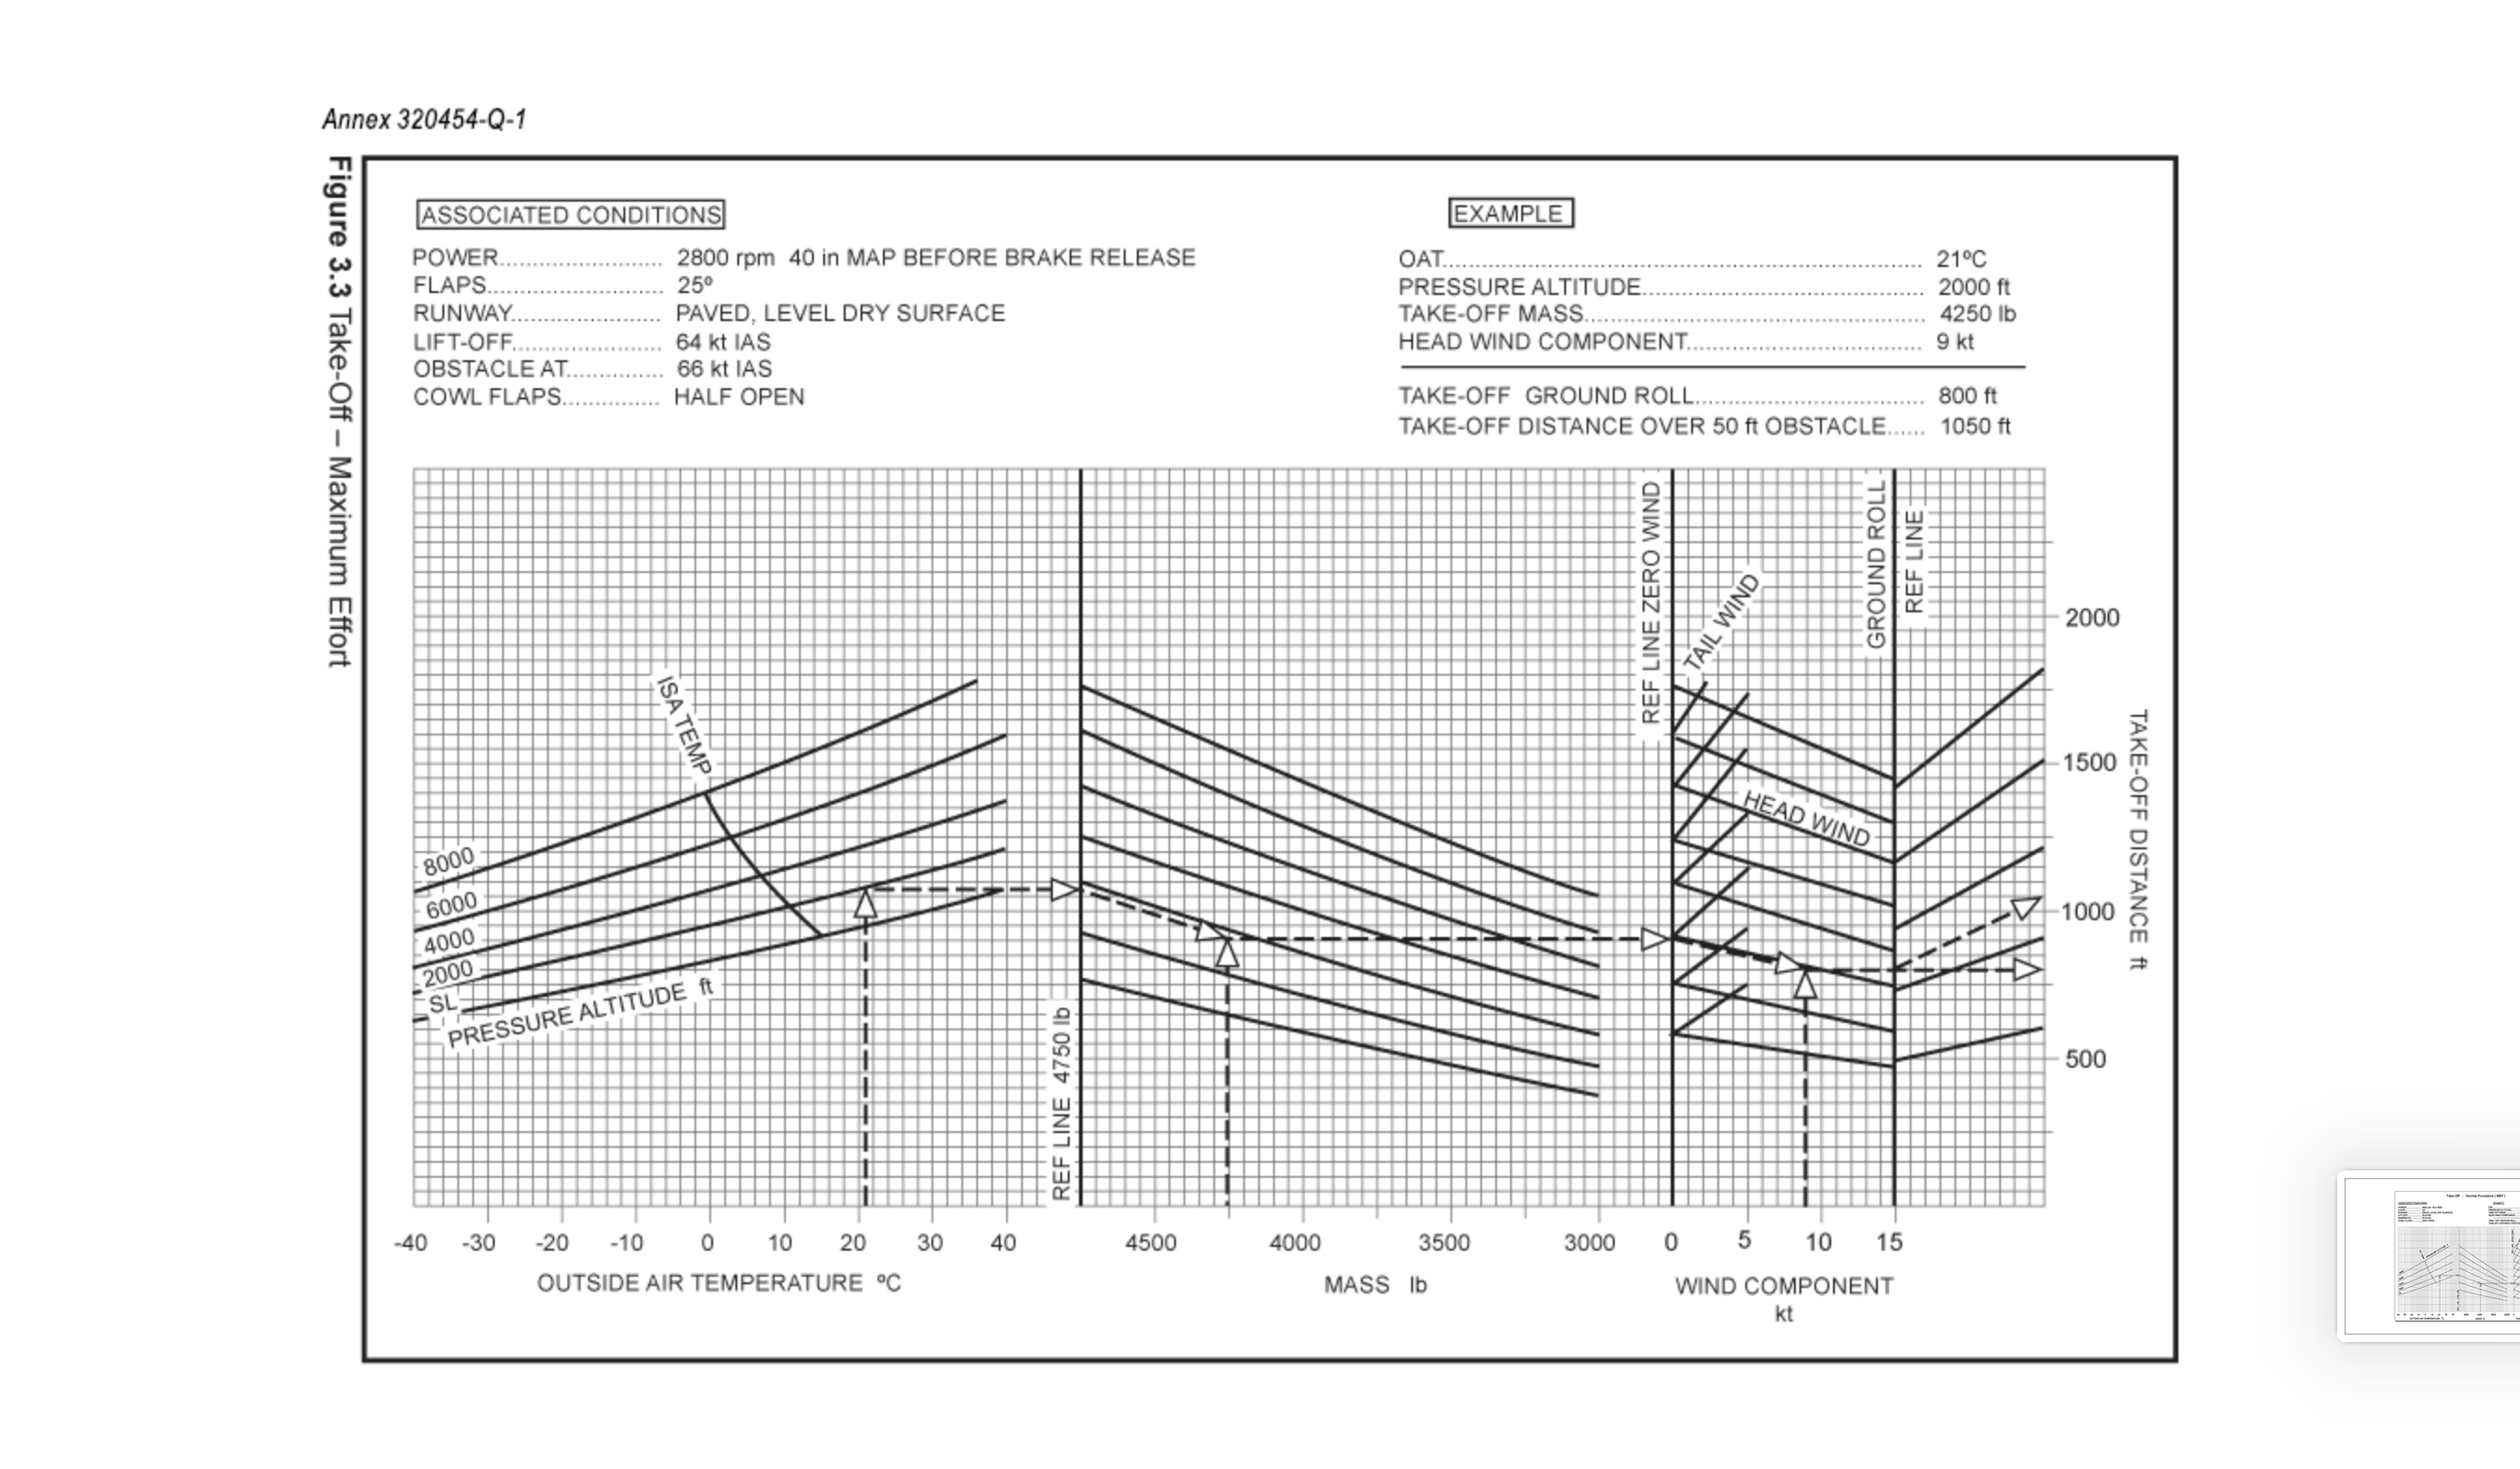 Annex 320454-Q-1
Figure 3.3 Take-Off – Maximum Effort
ASSOCIATED CONDITIONS
POWER........................ 2800 rpm 40 in MAP BEFORE BRAKE RELEASE
FLAPS.......................... 25º
RUNWAY...................... PAVED, LEVEL DRY SURFACE
LIFT-OFF...................... 64 kt IAS
OBSTACLE AT............... 66 kt IAS
COWL FLAPS............... HALF OPEN
EXAMPLE
OAT...................................................................... 21ºC
PRESSURE ALTITUDE......................................... 2000 ft
TAKE-OFF MASS.................................................. 4250 lb
HEAD WIND COMPONENT.................................. 9 kt
TAKE-OFF GROUND ROLL.................................. 800 ft
TAKE-OFF DISTANCE OVER 50 ft OBSTACLE...... 1050 ft
ISA TEMP
8000
6000
4000
2000
SL
PRESSURE ALTITUDE ft
REF LINE 4750 lb
REF LINE ZERO WIND
TAIL WIND
HEAD WIND
GROUND ROLL
REF LINE
2000
1500
1000
500
TAKE-OFF DISTANCE ft
-40 -30 -20 -10 0 10 20 30 40 4500 4000 3500 3000 0 5 10 15
OUTSIDE AIR TEMPERATURE ºC
MASS lb
WIND COMPONENT
kt